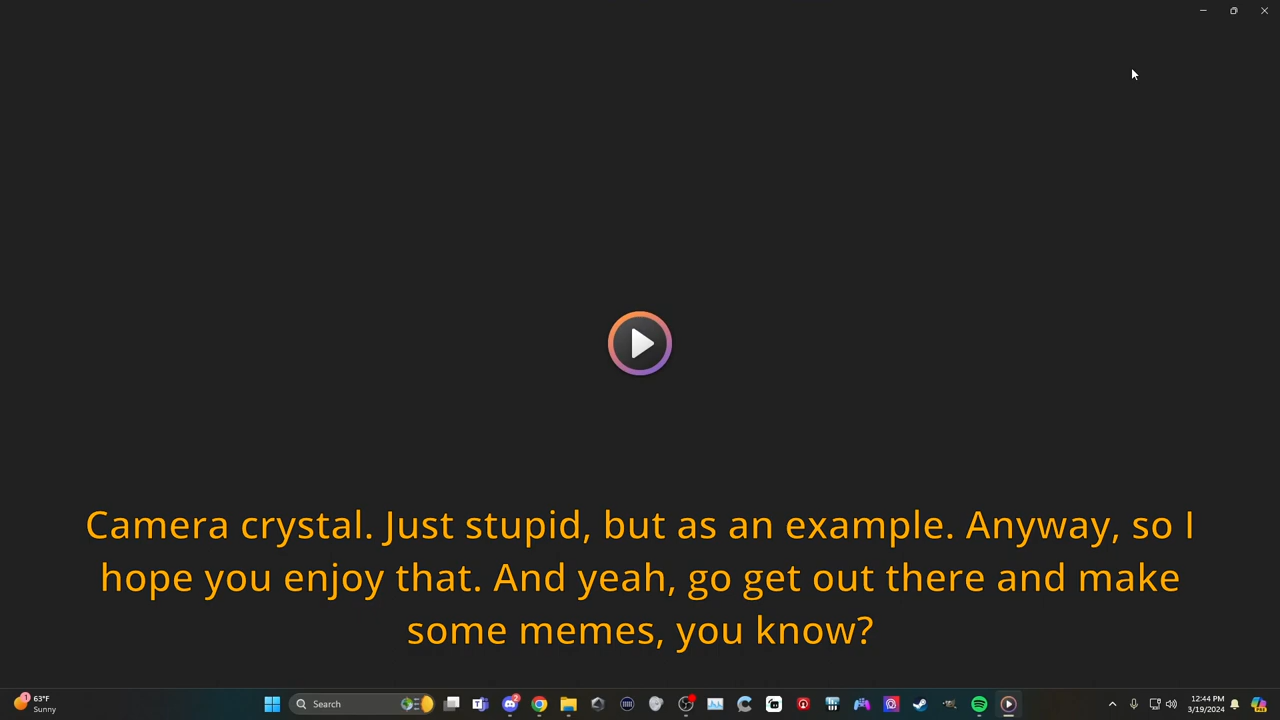 Camera crystal. Just stupid, but as an example. Anyway, so I
hope you enjoy that. And yeah, go get out there and make
some memes, you know?
63°F
Sunny
Search
12:44 PM
3/19/2024